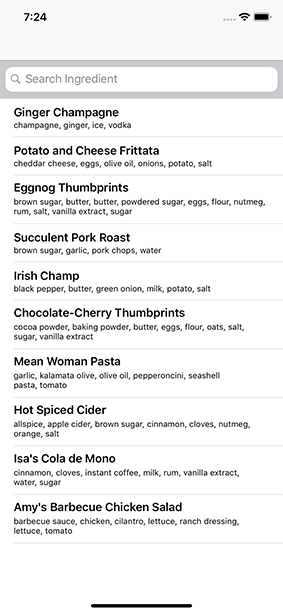 7:24
Search Ingredient
Ginger Champagne
champagne, ginger, ice, vodka
Potato and Cheese Frittata
cheddar cheese, eggs, olive oil, onions, potato, salt
Eggnog Thumbprints
brown sugar, butter, butter, powdered sugar, eggs, flour, nutmeg,
rum, salt, vanilla extract, sugar
Succulent Pork Roast
brown sugar, garlic, pork chops, water
Irish Champ
black pepper, butter, green onion, milk, potato, salt
Chocolate-Cherry Thumbprints
cocoa powder, baking powder, butter, eggs, flour, oats, salt,
sugar, vanilla extract
Mean Woman Pasta
garlic, kalamata olive, olive oil, pepperoncini, seashell
pasta, tomato
Hot Spiced Cider
allspice, apple cider, brown sugar, cinnamon, cloves, nutmeg,
orange, salt
Isa's Cola de Mono
cinnamon, cloves, instant coffee, milk, rum, vanilla extract,
water, sugar
Amy's Barbecue Chicken Salad
barbecue sauce, chicken, cilantro, lettuce, ranch dressing,
lettuce, tomato